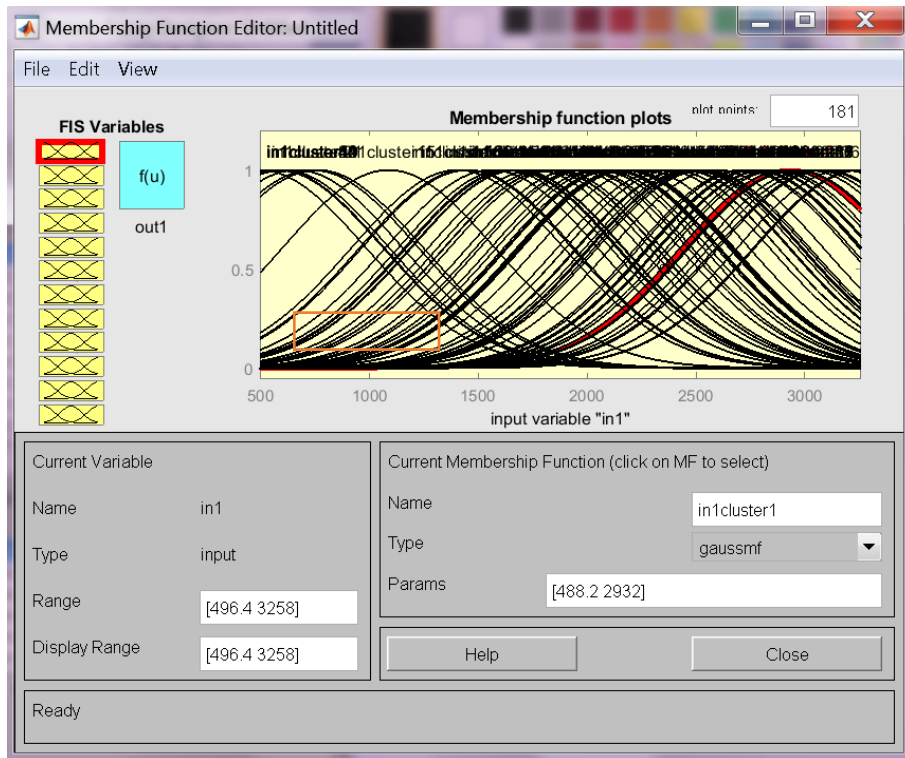 Membership Function Editor: Untitled
File Edit View
FIS Variables
f(u)
out1
Membership function plots
plot points:
181
1
0.5
0
500 1000 1500 2000 2500 3000
input variable "in1"
Current Variable
Name in1
Type input
Range [496.4 3258]
Display Range [496.4 3258]
Current Membership Function (click on MF to select)
Name in1cluster1
Type gaussmf
Params [488.2 2932]
Help Close
Ready